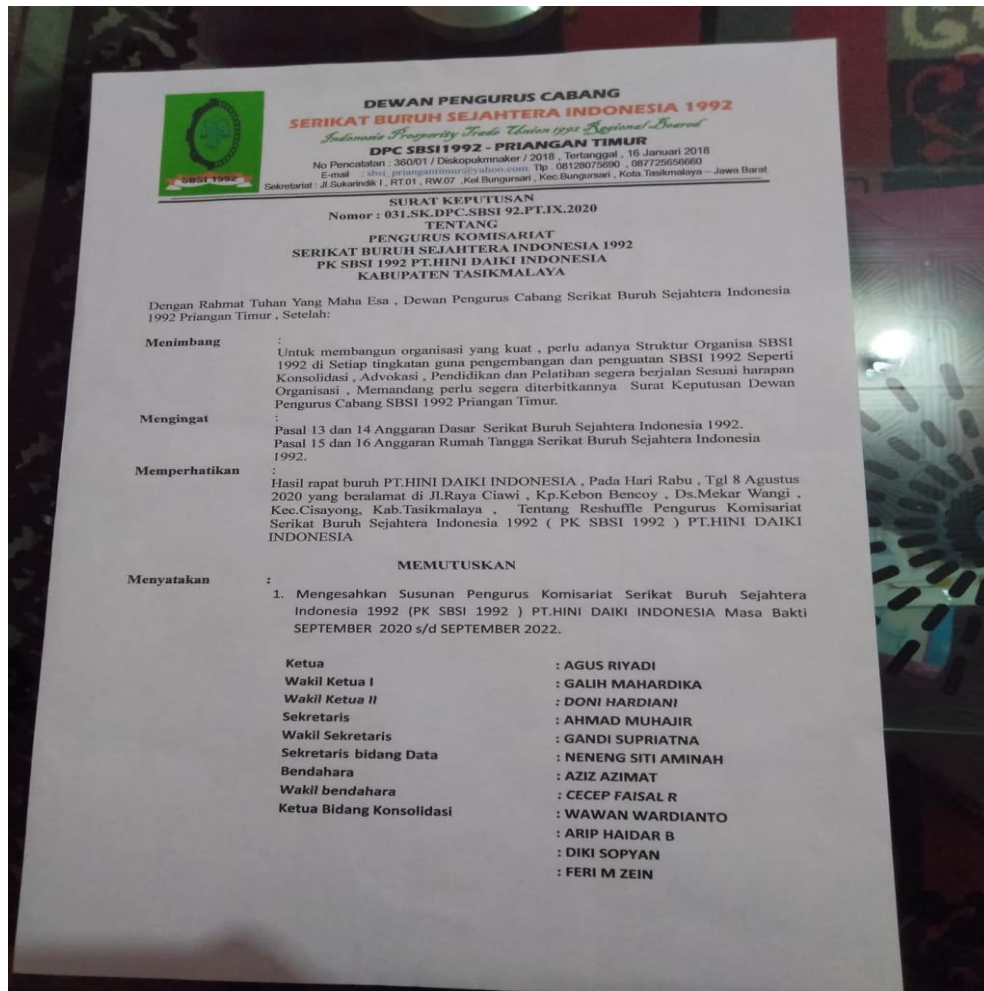 DEWAN PENGURUS CABANG
SERIKAT BURUH SEJAHTERA INDONESIA 1992
Indonesia Prosperity Trade Union 1992 Regional Boared
DPC SBSI1992 - PRIANGAN TIMUR
No Pencatatan : 360/01 / Diskopukmnaker / 2018 , Tertanggal , 16 Januari 2018
E-mail : sbsi_priangantimur@yahoo.com, Tlp . 08128075690 , 087725656660
Sekretariat : Jl.Sukarindik I , RT.01 , RW.07 ,Kel.Bungursari , Kec.Bungursari , Kota.Tasikmalaya – Jawa Barat
SBSI 1992
SURAT KEPUTUSAN
Nomor : 031.SK.DPC.SBSI 92.PT.IX.2020
TENTANG
PENGURUS KOMISARIAT
SERIKAT BURUH SEJAHTERA INDONESIA 1992
PK SBSI 1992 PT.HINI DAIKI INDONESIA
KABUPATEN TASIKMALAYA
Dengan Rahmat Tuhan Yang Maha Esa , Dewan Pengurus Cabang Serikat Buruh Sejahtera Indonesia
1992 Priangan Timur , Setelah:
Menimbang :
Untuk membangun organisasi yang kuat , perlu adanya Struktur Organisa SBSI
1992 di Setiap tingkatan guna pengembangan dan penguatan SBSI 1992 Seperti
Konsolidasi , Advokasi , Pendidikan dan Pelatihan segera berjalan Sesuai harapan
Organisasi , Memandang perlu segera diterbitkannya Surat Keputusan Dewan
Pengurus Cabang SBSI 1992 Priangan Timur.
Mengingat :
Pasal 13 dan 14 Anggaran Dasar Serikat Buruh Sejahtera Indonesia 1992.
Pasal 15 dan 16 Anggaran Rumah Tangga Serikat Buruh Sejahtera Indonesia
1992.
Memperhatikan :
Hasil rapat buruh PT.HINI DAIKI INDONESIA , Pada Hari Rabu , Tgl 8 Agustus
2020 yang beralamat di Jl.Raya Ciawi , Kp.Kebon Bencoy , Ds.Mekar Wangi ,
Kec.Cisayong, Kab.Tasikmalaya , Tentang Reshuffle Pengurus Komisariat
Serikat Buruh Sejahtera Indonesia 1992 ( PK SBSI 1992 ) PT.HINI DAIKI
INDONESIA
MEMUTUSKAN
Menyatakan :
1. Mengesahkan Susunan Pengurus Komisariat Serikat Buruh Sejahtera
Indonesia 1992 (PK SBSI 1992 ) PT.HINI DAIKI INDONESIA Masa Bakti
SEPTEMBER 2020 s/d SEPTEMBER 2022.
Ketua : AGUS RIYADI
Wakil Ketua I : GALIH MAHARDIKA
Wakil Ketua II : DONI HARDIANI
Sekretaris : AHMAD MUHAJIR
Wakil Sekretaris : GANDI SUPRIATNA
Sekretaris bidang Data : NENENG SITI AMINAH
Bendahara : AZIZ AZIMAT
Wakil bendahara : CECEP FAISAL R
Ketua Bidang Konsolidasi : WAWAN WARDIANTO
: ARIP HAIDAR B
: DIKI SOPYAN
: FERI M ZEIN